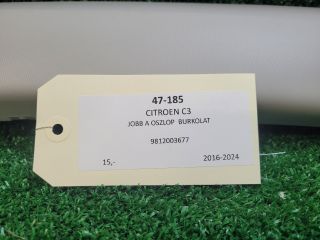 47-185
CITROEN C3
JOBB A OSZLOP BURKOLAT
9812003677
15,- 2016-2024